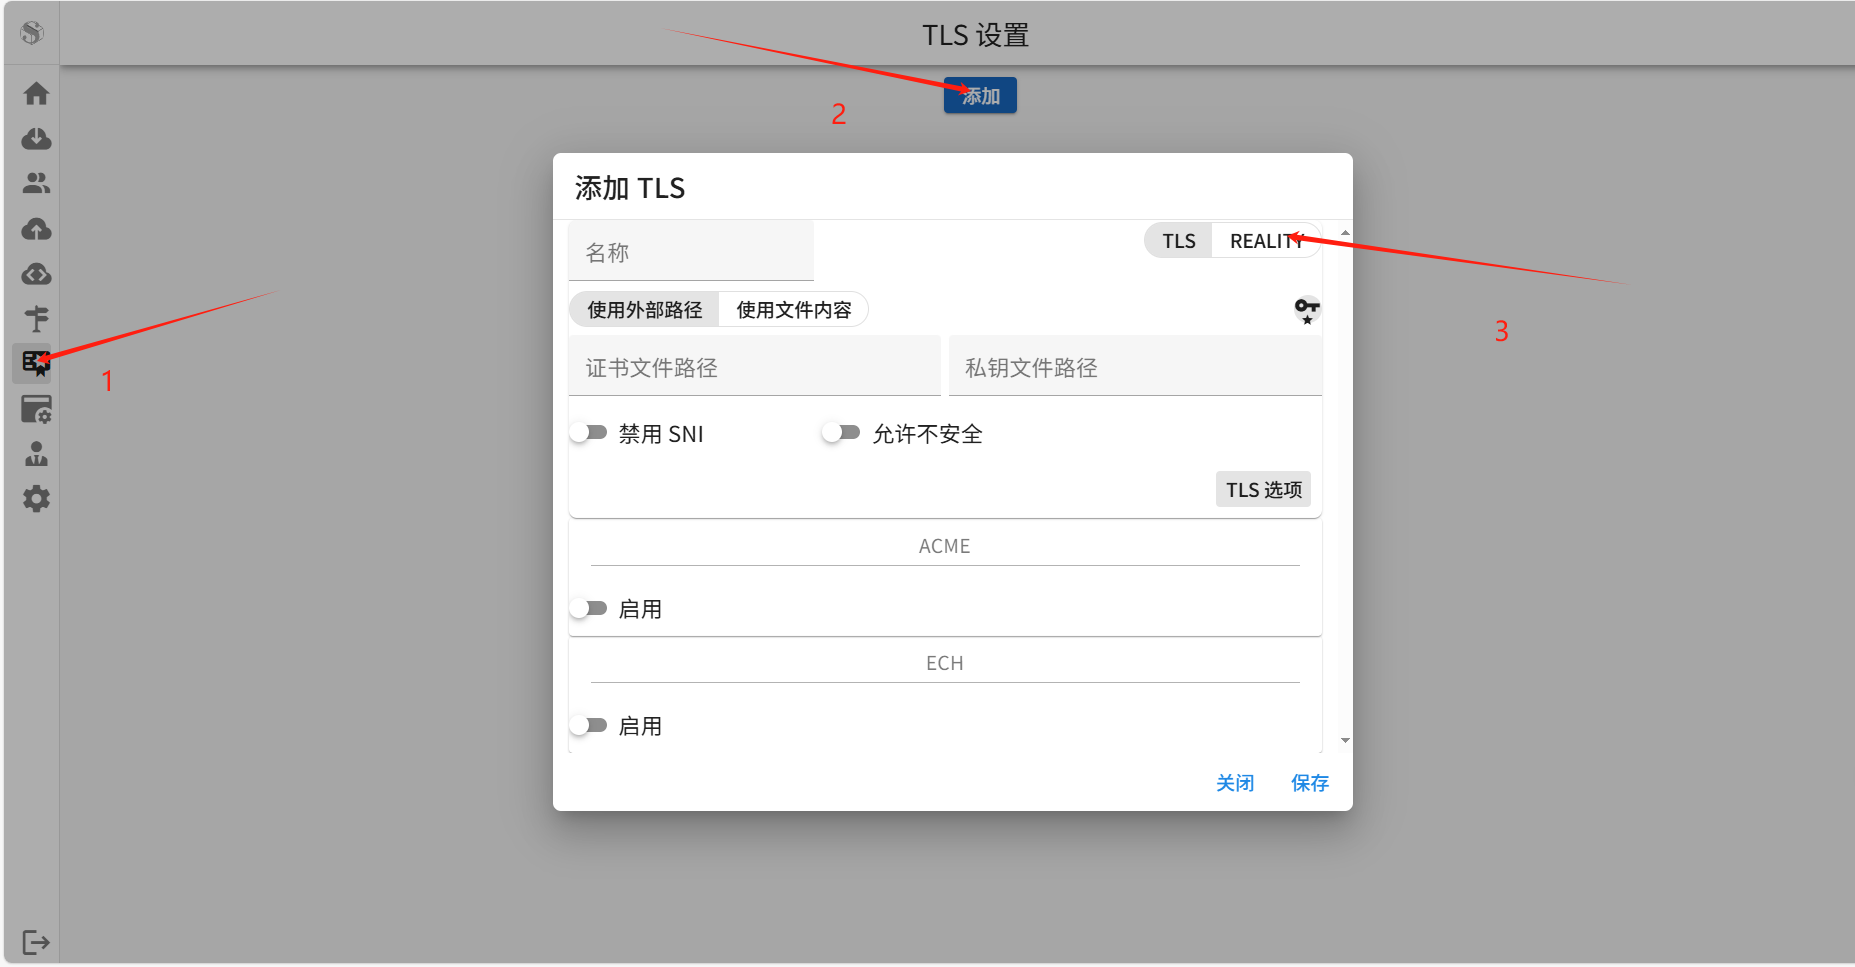 TLS 设置
添加
2
添加 TLS
名称
TLS REALITY
使用外部路径 使用文件内容
3
证书文件路径 私钥文件路径
1
禁用 SNI 允许不安全
TLS 选项
ACME
启用
ECH
启用
关闭 保存